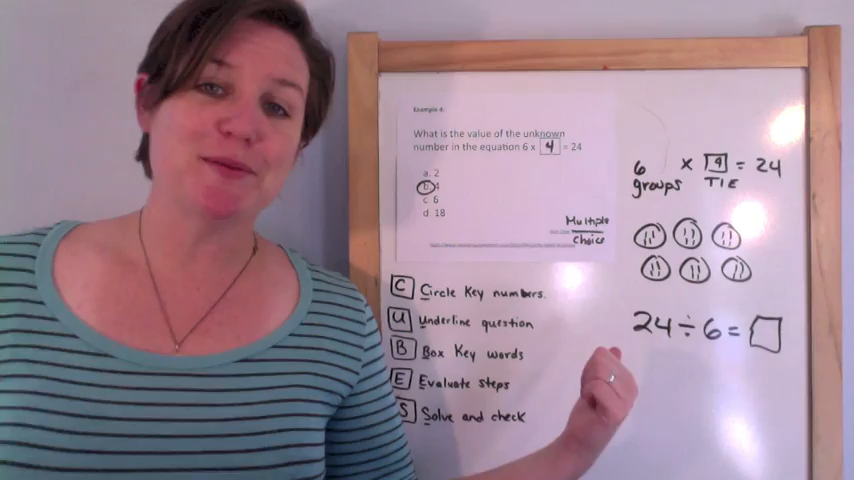 Example 4:
What is the value of the unknown
number in the equation 6 x 4 = 24
a. 2
b. 4
c. 6
d. 18
Multiple
Choice
C Circle Key numbers.
U Underline question
B Box Key words
E Evaluate steps
S Solve and check
6 x 4 = 24
groups TIE
24 ÷ 6 =